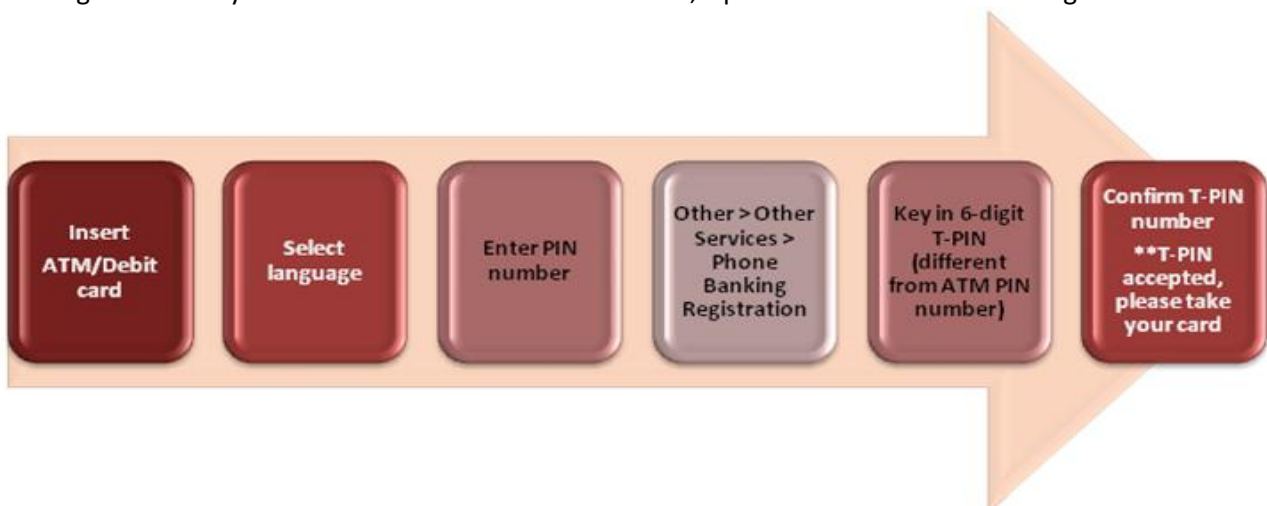 Insert
ATM/Debit
card
Select
language
Enter PIN
number
Other > Other
Services >
Phone
Banking
Registration
Key in 6-digit
T-PIN
(different
from ATM PIN
number)
Confirm T-PIN
number
**T-PIN
accepted,
please take
your card